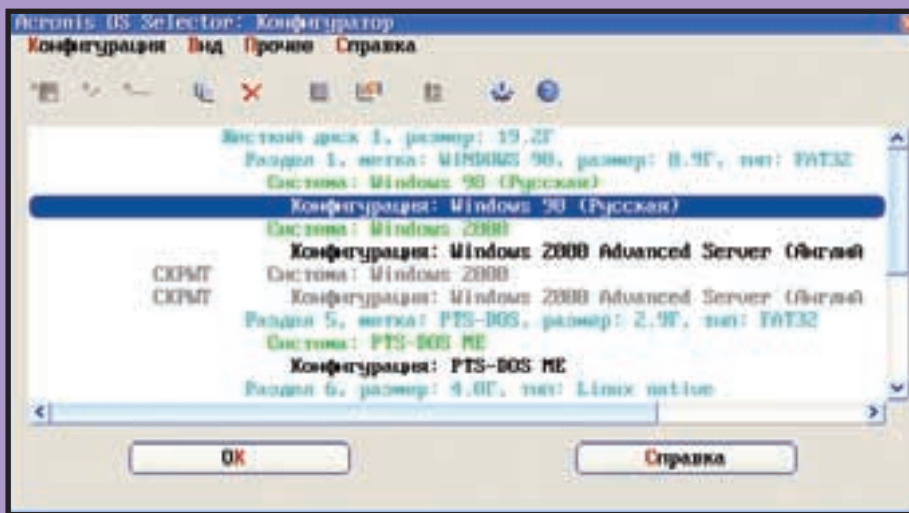 Acronis OS Selector: Конфигуратор
Конфигурация Вид Прочее Справка
Жесткий диск 1, размер: 19.2Г
Раздел 1, метка: WINDOWS 98, размер: 8.9Г, тип: FAT32
Система: Windows 98 (Русская)
Конфигурация: Windows 98 (Русская)
Система: Windows 2000
Конфигурация: Windows 2000 Advanced Server (Англий
СКРЫТ Система: Windows 2000
СКРЫТ Конфигурация: Windows 2000 Advanced Server (Англий
Раздел 5, метка: PTS-DOS, размер: 2.9Г, тип: FAT32
Система: PTS-DOS ME
Конфигурация: PTS-DOS ME
Раздел 6, размер: 4.0Г, тип: Linux native
OK Справка